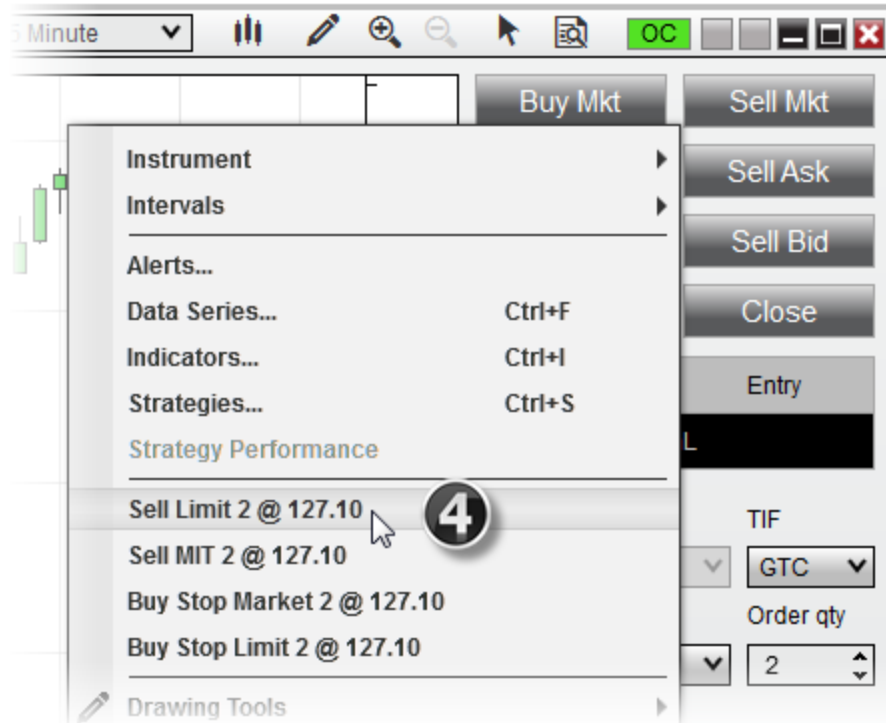 5 Minute
OC
Buy Mkt
Sell Mkt
Sell Ask
Sell Bid
Close
Entry
L
Instrument
Intervals
Alerts...
Data Series... Ctrl+F
Indicators... Ctrl+I
Strategies... Ctrl+S
Strategy Performance
Sell Limit 2 @ 127.10
4
Sell MIT 2 @ 127.10
Buy Stop Market 2 @ 127.10
Buy Stop Limit 2 @ 127.10
Drawing Tools
TIF
GTC
Order qty
2